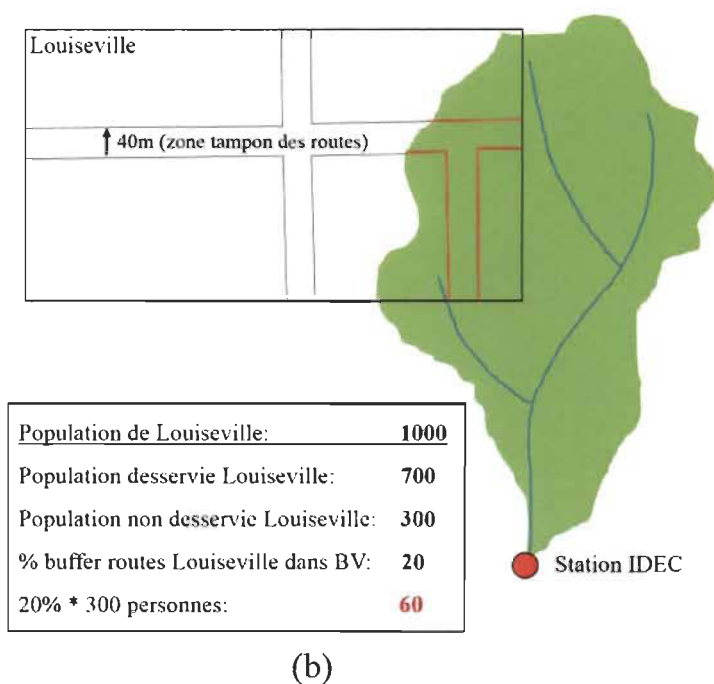 Louiseville
40m (zone tampon des routes)
Population de Louiseville: 1000
Population desservie Louiseville: 700
Population non desservie Louiseville: 300
% buffer routes Louiseville dans BV: 20
20% * 300 personnes: 60
Station IDEC
(b)